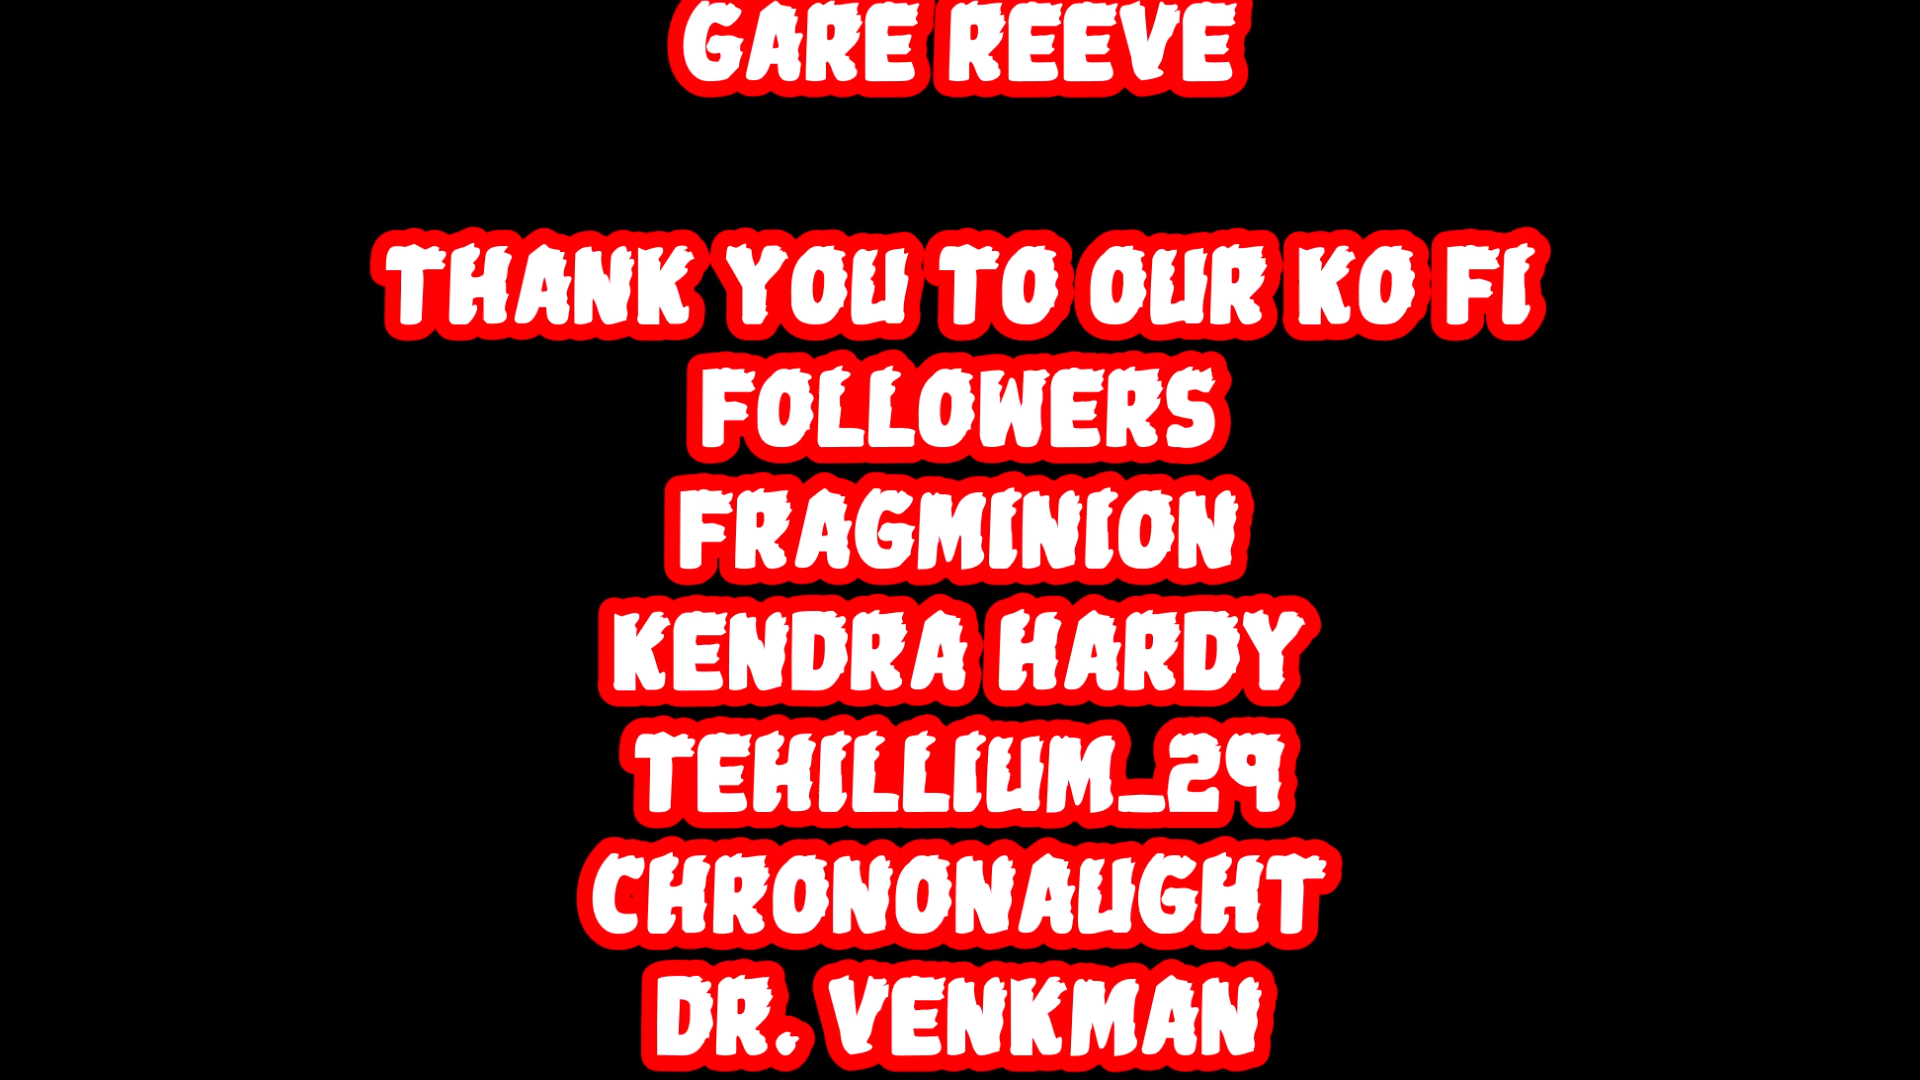 GARE REEVE
THANK YOU TO OUR KO FI
FOLLOWERS
FRAGMINION
KENDRA HARDY
TEHILLIUM_29
CHRONONAUGHT
DR. VENKMAN